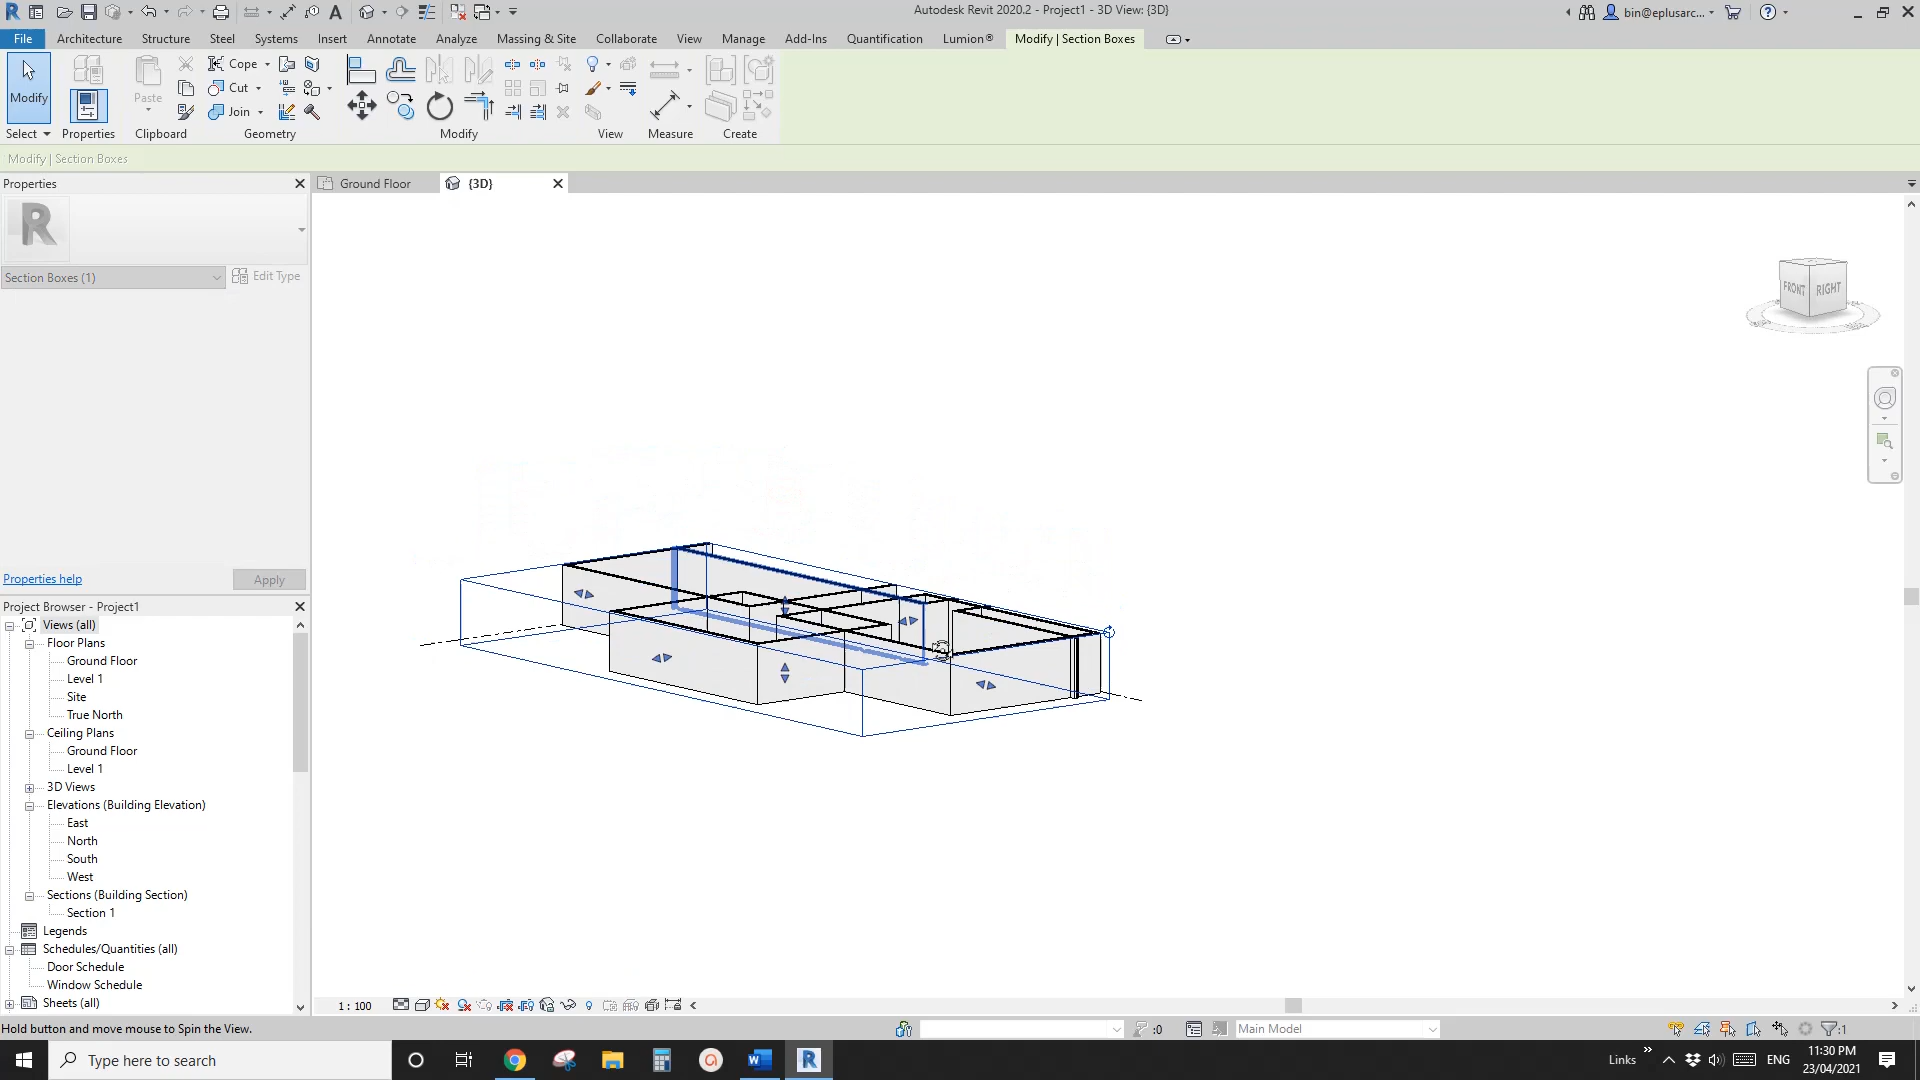 Autodesk Revit 2020.2 - Project1 - 3D View: {3D}
bin@eplusarc...
File Architecture Structure Steel Systems Insert Annotate Analyze Massing & Site Collaborate View Manage Add-Ins Quantification Lumion® Modify | Section Boxes
Modify
Paste
Cope
Cut
Join
Select Properties Clipboard Geometry Modify View Measure Create
Modify | Section Boxes
Properties
Ground Floor
{3D}
R
Section Boxes (1)
Edit Type
FRONT RIGHT
Properties help
Apply
Project Browser - Project1
Views (all)
Floor Plans
Ground Floor
Level 1
Site
True North
Ceiling Plans
Ground Floor
Level 1
3D Views
Elevations (Building Elevation)
East
North
South
West
Sections (Building Section)
Section 1
Legends
Schedules/Quantities (all)
Door Schedule
Window Schedule
Sheets (all)
1 : 100
Hold button and move mouse to Spin the View.
:0
Main Model
:1
Type here to search
Links
ENG
11:30 PM
23/04/2021